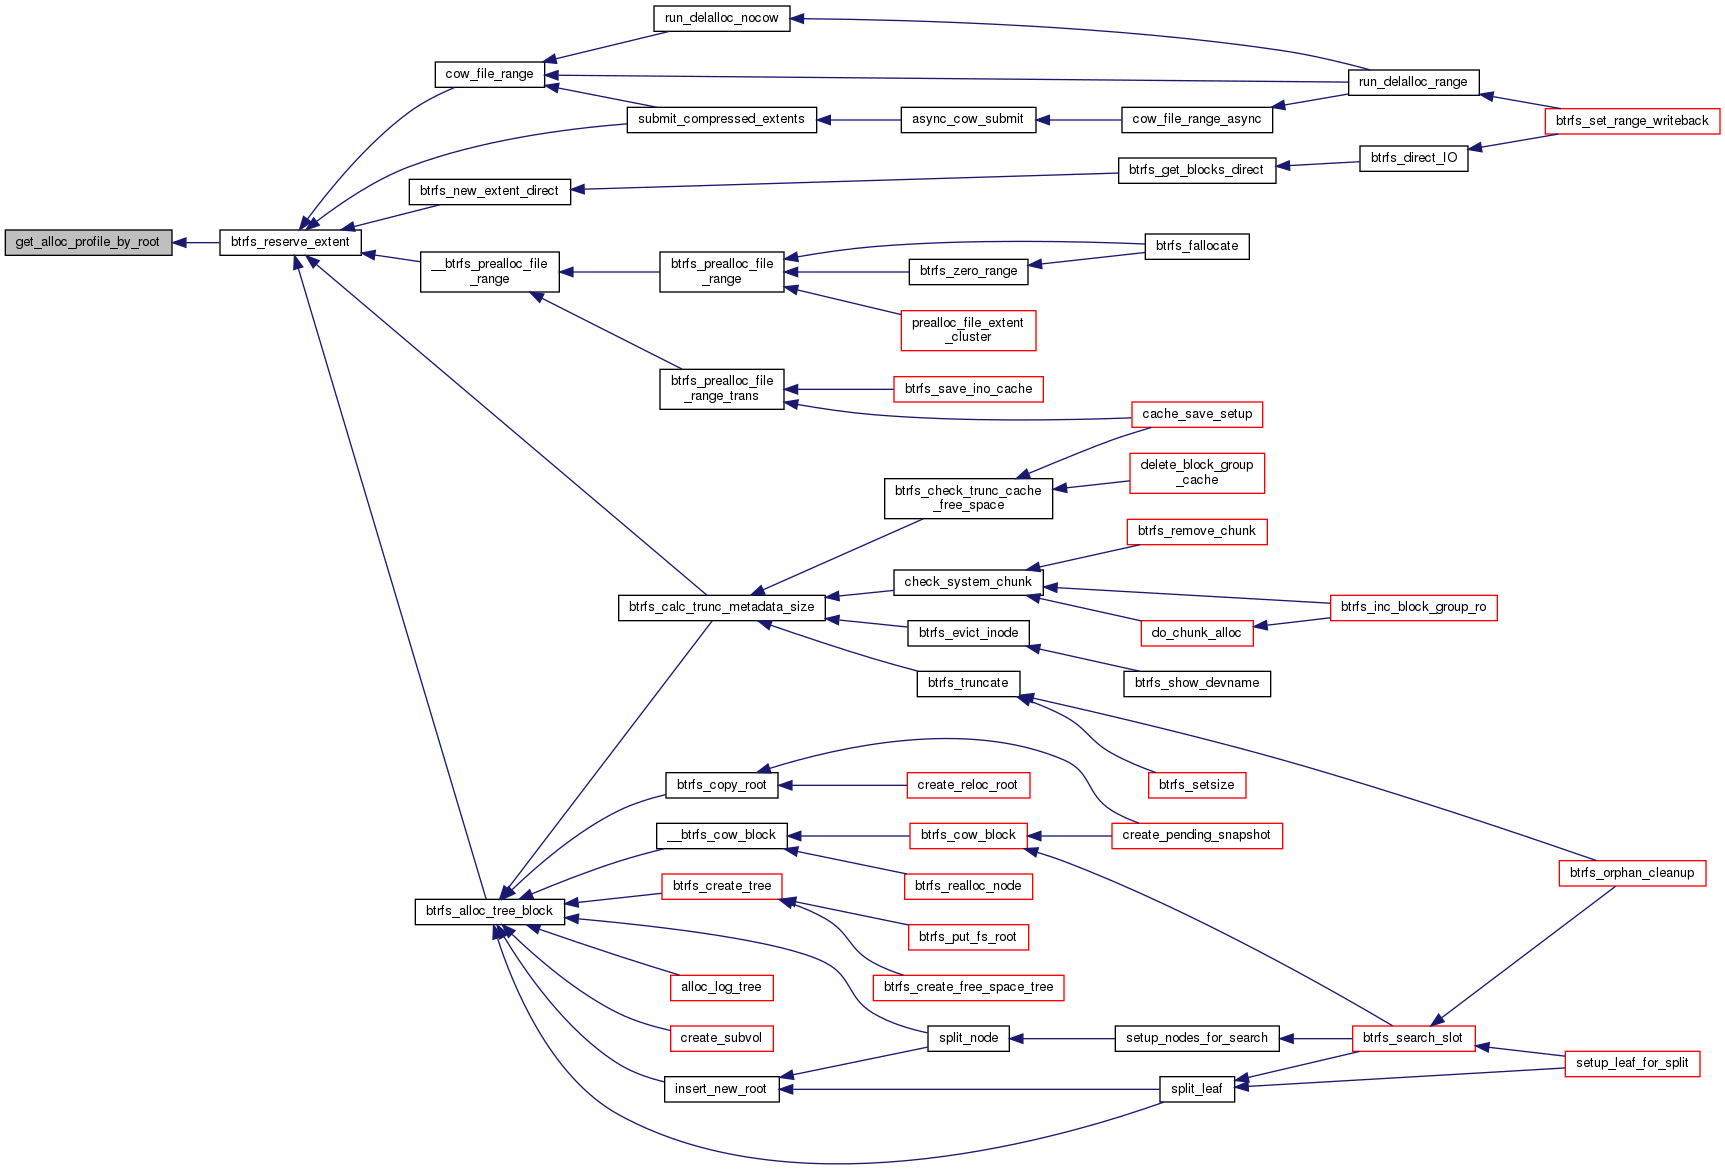 run_delalloc_nocow
cow_file_range
run_delalloc_range
submit_compressed_extents
async_cow_submit
cow_file_range_async
btrfs_set_range_writeback
btrfs_direct_IO
btrfs_get_blocks_direct
btrfs_new_extent_direct
get_alloc_profile_by_root
btrfs_reserve_extent
btrfs_fallocate
__btrfs_prealloc_file
_range
btrfs_prealloc_file
_range
btrfs_zero_range
prealloc_file_extent
_cluster
btrfs_prealloc_file
_range_trans
btrfs_save_ino_cache
cache_save_setup
delete_block_group
_cache
btrfs_check_trunc_cache
_free_space
btrfs_remove_chunk
check_system_chunk
btrfs_calc_trunc_metadata_size
btrfs_inc_block_group_ro
btrfs_evict_inode
do_chunk_alloc
btrfs_truncate
btrfs_show_devname
btrfs_copy_root
create_reloc_root
btrfs_setsize
__btrfs_cow_block
btrfs_cow_block
create_pending_snapshot
btrfs_orphan_cleanup
btrfs_create_tree
btrfs_realloc_node
btrfs_alloc_tree_block
btrfs_put_fs_root
alloc_log_tree
btrfs_create_free_space_tree
create_subvol
split_node
setup_nodes_for_search
btrfs_search_slot
setup_leaf_for_split
insert_new_root
split_leaf